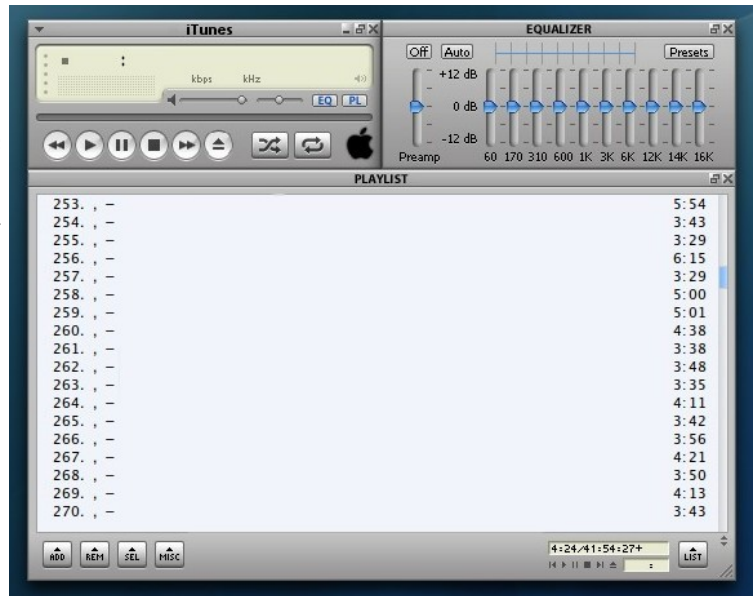 iTunes
:
kbps kHz
EQ PL
EQUALIZER
Off Auto Presets
+12 dB
0 dB
-12 dB
Preamp 60 170 310 600 1K 3K 6K 12K 14K 16K
PLAYLIST
253. , – 5:54
254. , – 3:43
255. , – 3:29
256. , – 6:15
257. , – 3:29
258. , – 5:00
259. , – 5:01
260. , – 4:38
261. , – 3:38
262. , – 3:48
263. , – 3:35
264. , – 4:11
265. , – 3:42
266. , – 3:56
267. , – 4:21
268. , – 3:50
269. , – 4:13
270. , – 3:43
ADD REM SEL MISC 4:24/41:54:27+ LIST
: